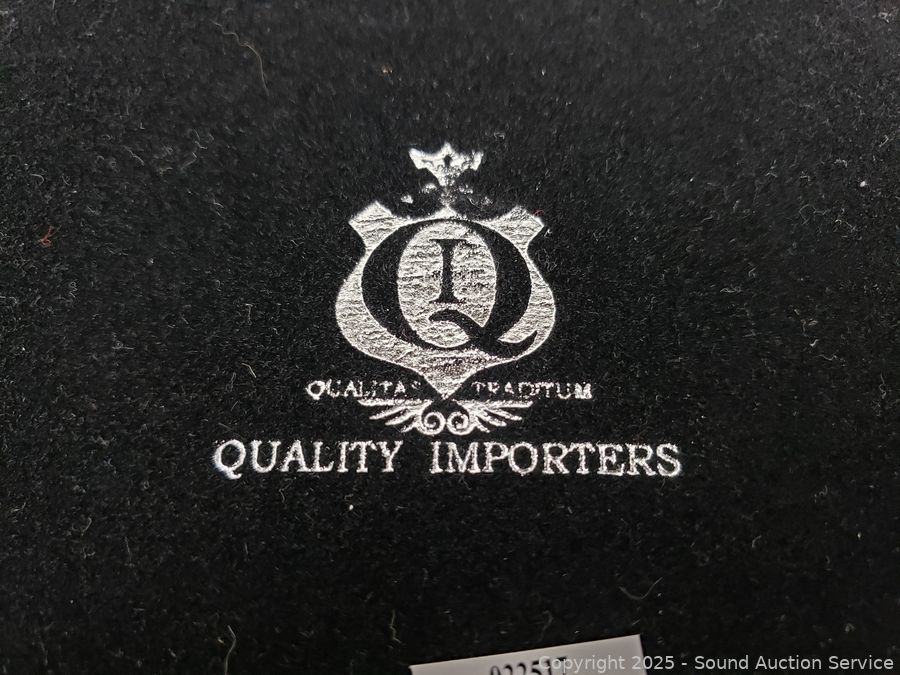 QI
QUALITAS TRADITUM
QUALITY IMPORTERS
Copyright 2025 - Sound Auction Service